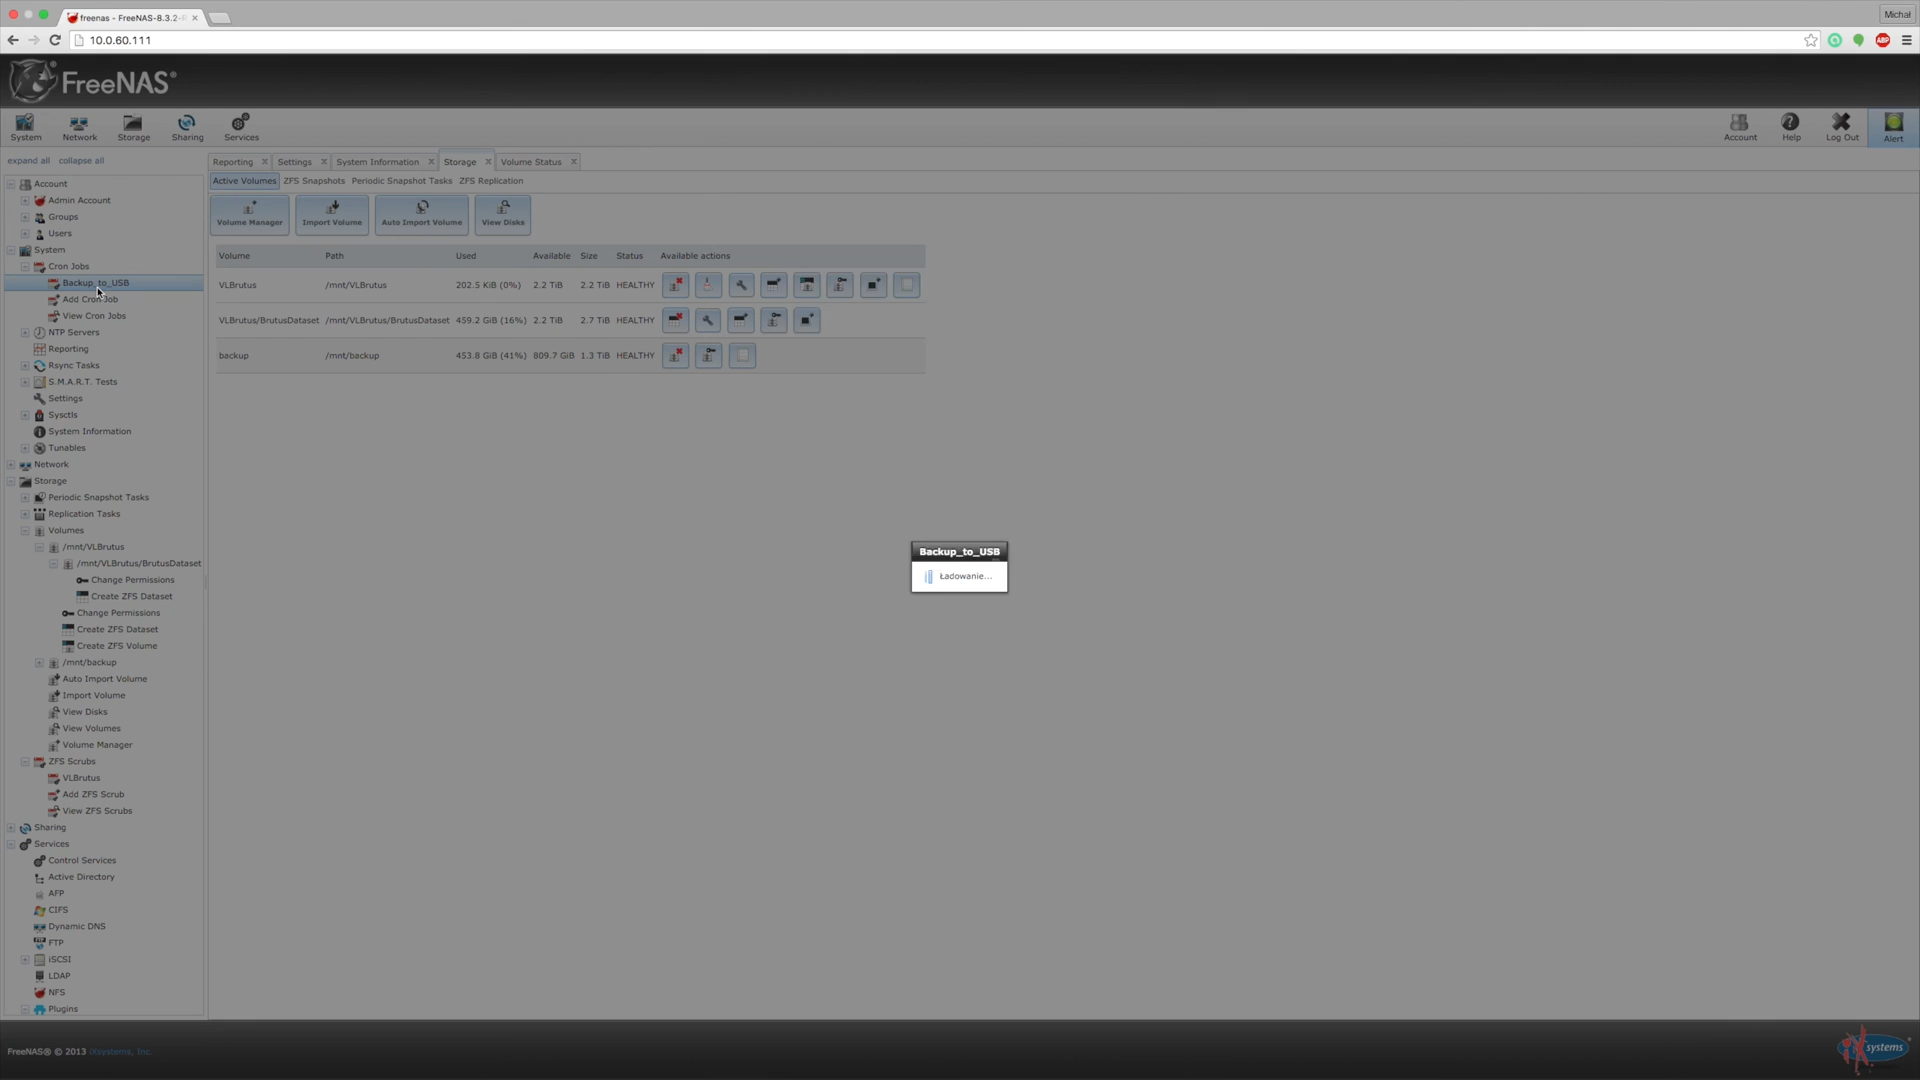 freenas - FreeNAS-8.3.2-R
Michał
10.0.60.111
ABP
FreeNAS®
System Network Storage Sharing Services
Account Help Log Out Alert
expand all collapse all
Account
Admin Account
Groups
Users
System
Cron Jobs
Backup_to_USB
Add Cron Job
View Cron Jobs
NTP Servers
Reporting
Rsync Tasks
S.M.A.R.T. Tests
Settings
Sysctls
System Information
Tunables
Network
Storage
Periodic Snapshot Tasks
Replication Tasks
Volumes
/mnt/VLBrutus
/mnt/VLBrutus/BrutusDataset
Change Permissions
Create ZFS Dataset
Change Permissions
Create ZFS Dataset
Create ZFS Volume
/mnt/backup
Auto Import Volume
Import Volume
View Disks
View Volumes
Volume Manager
ZFS Scrubs
VLBrutus
Add ZFS Scrub
View ZFS Scrubs
Sharing
Services
Control Services
Active Directory
AFP
CIFS
Dynamic DNS
FTP
iSCSI
LDAP
NFS
Plugins
Reporting Settings System Information Storage Volume Status
Active Volumes ZFS Snapshots Periodic Snapshot Tasks ZFS Replication
Volume Manager Import Volume Auto Import Volume View Disks
Volume Path Used Available Size Status Available actions
VLBrutus /mnt/VLBrutus 202.5 KiB (0%) 2.2 TiB 2.2 TiB HEALTHY
VLBrutus/BrutusDataset /mnt/VLBrutus/BrutusDataset 459.2 GiB (16%) 2.2 TiB 2.7 TiB HEALTHY
backup /mnt/backup 453.8 GiB (41%) 809.7 GiB 1.3 TiB HEALTHY
Backup_to_USB
Ładowanie...
FreeNAS® © 2013 iXsystems, Inc.
iXsystems